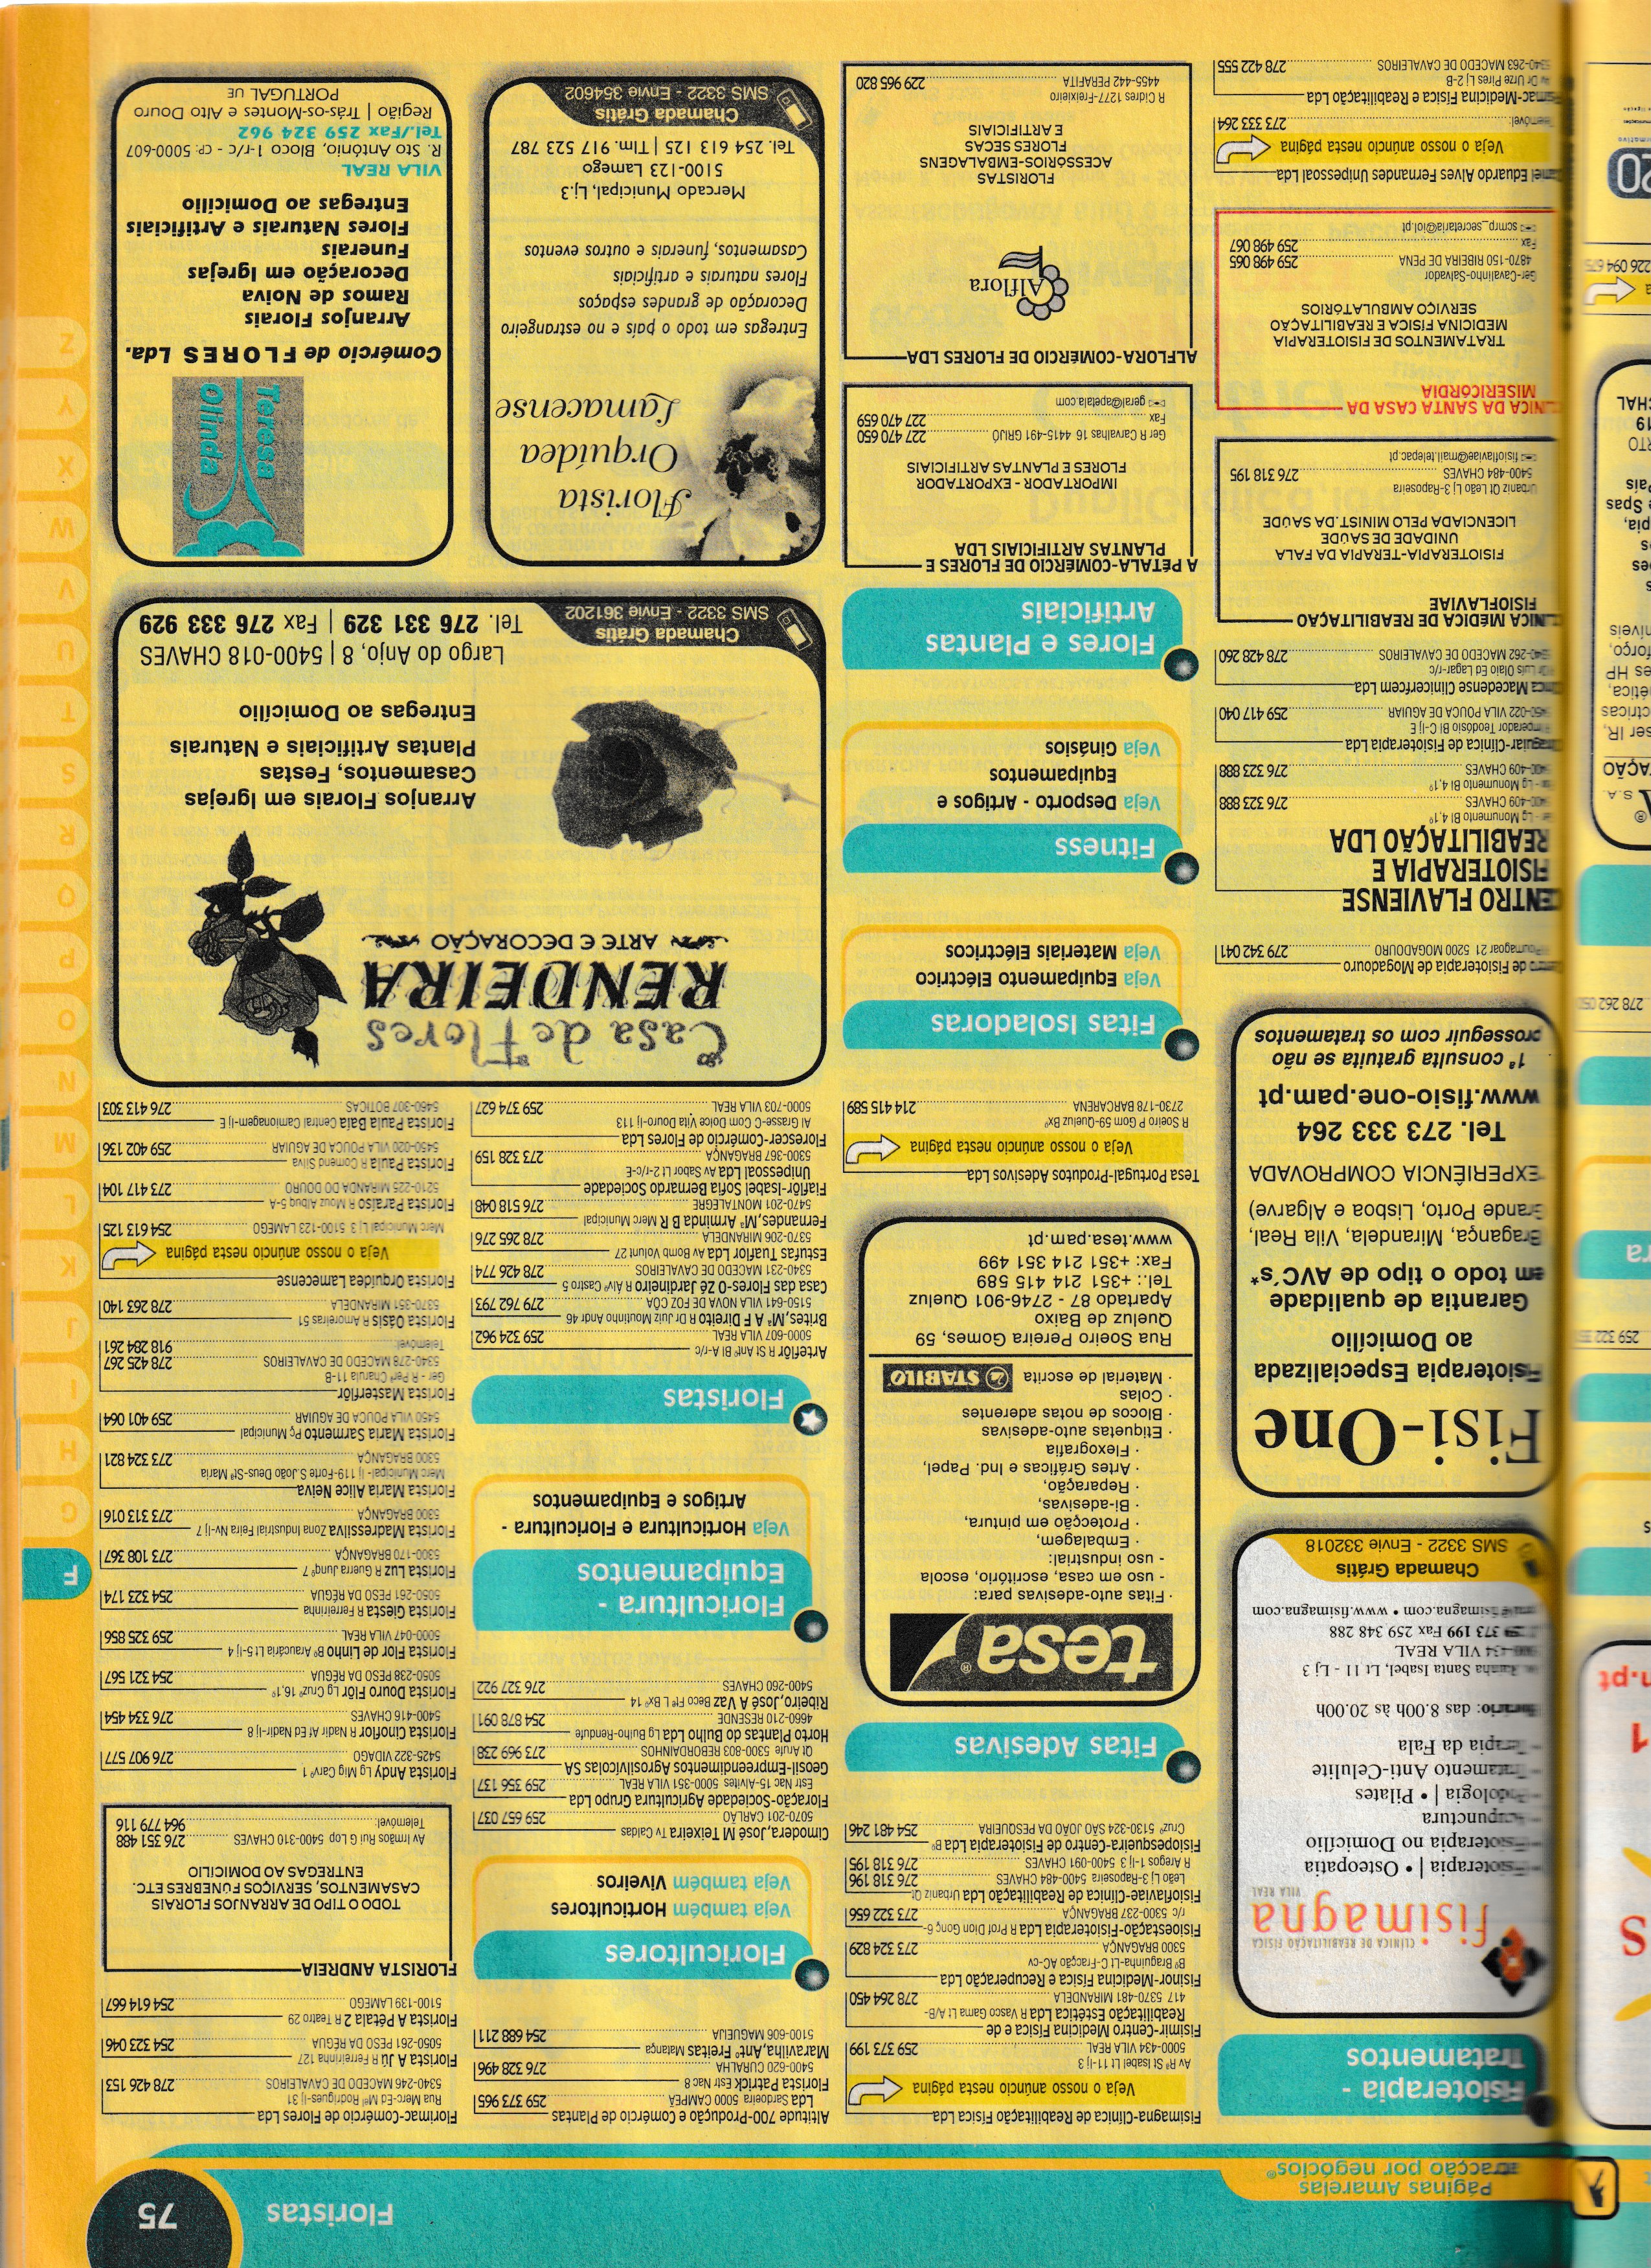 Páginas Amarelas
atracção por negócios®
Floristas
75
Fisioterapia -
Tratamentos
CLÍNICA DE REABILITAÇÃO FÍSICA
fisimagna
VILA REAL
Fisioterapia | • Osteopatia
Fisioterapia no Domicílio
Acupunctura
Podologia | • Pilates
Tratamento Anti-Celulite
Terapia da Fala
Horário: das 8.00h às 20.00h
Rainha Santa Isabel, Lt 11 - Lj 3
5000-434 VILA REAL
259 373 199 Fax 259 348 288
fisimagna.com • www.fisimagna.com
Chamada Grátis
SMS 3322 - Envie 332018
Fisi-One
Fisioterapia Especializada
ao Domicílio
Garantia de qualidade
em todo o tipo de AVC´s*
Bragança, Mirandela, Vila Real,
Grande Porto, Lisboa e Algarve)
EXPERIÊNCIA COMPROVADA
Tel. 273 333 264
www.fisio-one.pam.pt
1ª consulta gratuita se não
prosseguir com os tratamentos
Centro de Fisioterapia de Mogadouro
21 5200 MOGADOURO 279 342 041
CENTRO FLAVIENSE
FISIOTERAPIA E
REABILITAÇÃO LDA
Lg Monumento Bl 4,1º
5400-409 CHAVES 276 323 888
Lg Monumento Bl 4,1º
5400-409 CHAVES 276 323 888
-Clínica de Fisioterapia Lda
Imperador Teodósio Bl C-lj E
5450-022 VILA POUCA DE AGUIAR 259 417 040
Clínica Macedense Clinicerfcem Lda
Dr Luís Olaio Ed Lagar-r/c
5340-262 MACEDO DE CAVALEIROS 278 428 260
CLINICA MÉDICA DE REABILITAÇÃO
FISIOFLAVIAE
FISIOTERAPIA-TERAPIA DA FALA
UNIDADE DE SAÚDE
LICENCIADA PELO MINIST.DA SAÚDE
Urbaniz Qt Leão Lj 3-Raposeira
5400-484 CHAVES 276 318 195
fisioflaviae@mail.telepac.pt
CLINICA DA SANTA CASA DA
MISERICÓRDIA
TRATAMENTOS DE FISIOTERAPIA
MEDICINA FÍSICA E REABILITAÇÃO
SERVIÇO AMBULATÓRIOS
Ger-Cavalinho-Salvador
4870-150 RIBEIRA DE PENA 259 498 065
Fax 259 498 067
scmrp_secretaria@iol.pt
Daniel Eduardo Alves Fernandes Unipessoal Lda
Veja o nosso anúncio nesta página
Telemóvel: 273 333 264
Fisimac-Medicina Física e Reabilitação Lda
Av Dr Urze Pires Lj 2-B
5340-263 MACEDO DE CAVALEIROS 278 422 555
Fisimagna-Clínica de Reabilitação Física Lda
Veja o nosso anúncio nesta página
Av Rª St Isabel Lt 11-lj 3
5000-434 VILA REAL 259 373 199
Fisimir-Centro Medicina Física e de
Reabilitação Estética Lda R Vasco Gama Lt A/B-
417 5370-481 MIRANDELA 278 264 450
Fisinor-Medicina Física e Recuperação Lda
Bº Braguinha-Lt C-Fracção AC-cv
5300 BRAGANÇA 273 324 829
Fisioestação-Fisioterapia Lda R Prof Dion Gonç 6-
r/c 5300-237 BRAGANÇA 273 322 656
Fisioflaviae-Clínica de Reabilitação Lda Urbaniz Qt
Leão Lj 3-Raposeira 5400-484 CHAVES 276 318 196
R Aregos 1-lj 3 5400-091 CHAVES 276 318 195
Fisiopesqueira-Centro de Fisioterapia Lda Bº
Cruzº 5130-324 SÃO JOÃO DA PESQUEIRA 254 481 246
Fitas Adesivas
tesa®
· Fitas auto-adesivas para:
- uso em casa, escritório, escola
- uso industrial:
· Embalagem,
· Protecção em pintura,
· Bi-adesivas,
· Reparação,
· Artes Gráficas e Ind. Papel,
· Flexografia
· Etiquetas auto-adesivas
· Blocos de notas aderentes
· Colas
· Material de escrita STABILO
Rua Soeiro Pereira Gomes, 59
Queluz de Baixo
Apartado 87 - 2746-901 Queluz
Tel.: +351 214 415 589
Fax: +351 214 351 499
www.tesa.pam.pt
Tesa Portugal-Produtos Adesivos Lda
Veja o nosso anúncio nesta página
R Soeiro P Gom 59-Queluz Bxº
2730-178 BARCARENA 214 415 589
Fitas Isoladoras
Veja Equipamento Eléctrico
Veja Materiais Eléctricos
Fitness
Veja Desporto - Artigos e
Equipamentos
Veja Ginásios
Flores e Plantas
Artificiais
A PÉTALA-COMÉRCIO DE FLORES E
PLANTAS ARTIFICIAIS LDA
IMPORTADOR - EXPORTADOR
FLORES E PLANTAS ARTIFICIAIS
Ger R Carvalhas 16 4415-491 GRIJÓ 227 470 650
Fax 227 470 659
geral@apetala.com
ALFLORA-COMÉRCIO DE FLORES LDA
Alflora
FLORISTAS
ACESSÓRIOS-EMBALAGENS
FLORES SECAS
E ARTIFICIAIS
R Cidres 1277-Freixieiro
4455-442 PERAFITA 229 965 820
Altitude 700-Produção e Comércio de Plantas
Lda Sardoeira 5000 CAMPEÃ 259 373 965
Florista Patrick Estr Nac 8
5400-620 CURALHA 276 328 496
Maravilha,Antº Freitas Matança
5100-606 MAGUEIJA 254 688 211
Floricultores
Veja também Horticultores
Veja também Viveiros
Cimodera,José M Teixeira Tv Caldas
5070-201 CARLÃO 259 657 037
Floração-Sociedade Agricultura Grupo Lda
Estr Nac 15-Alvites 5000-351 VILA REAL 259 356 137
Geosil-Empreendimentos Agrosilvícolas SA
Qt Arufe 5300-803 REBORDAINHOS 273 969 238
Horto Plantas do Bulho Lda Lg Bulho-Rendufe
4660-210 RESENDE 254 878 091
Ribeiro,José A Vaz Beco Ftª L Bxº 14
5400-260 CHAVES 276 327 922
Floricultura -
Equipamentos
Veja Horticultura e Floricultura -
Artigos e Equipamentos
Floristas
Arteflôr R St Antº Bl A-r/c
5000-607 VILA REAL 259 324 962
Brites,Mª A F Direito R Dr Juiz Moutinho Andr 46
5150-641 VILA NOVA DE FOZ CÔA 279 762 793
Casa das Flores-O Zé Jardineiro R Álvº Castro 5
5340-231 MACEDO DE CAVALEIROS 278 426 774
Estufas Tuaflor Lda Av Bomb Volunt 27
5370-206 MIRANDELA 278 265 276
Fernandes,Mª Arminda B R Merc Municipal
5470-201 MONTALEGRE 276 518 048
Fiaflôr-Isabel Sofia Bernardo Sociedade
Unipessoal Lda Av Sabor Lt 2-r/c-E
5300-367 BRAGANÇA 273 328 159
Florescer-Comércio de Flores Lda
Al Grasse-C Com Dolce Vita Douro-lj 113
5000-703 VILA REAL 259 374 627
Florimac-Comércio de Flores Lda
Rua Merc-Ed Mël Rodrigues-lj 31
5340-246 MACEDO DE CAVALEIROS 278 426 153
Florista A Jú R Ferreirinha 127
5050-261 PESO DA RÉGUA 254 323 046
Florista A Pétala 2 R Teatro 29
5100-139 LAMEGO 254 614 667
FLORISTA ANDREIA
TODO O TIPO DE ARRANJOS FLORAIS
CASAMENTOS, SERVIÇOS FÚNEBRES ETC.
ENTREGAS AO DOMICÍLIO
Av Irmãos Rui G Lop 5400-310 CHAVES 276 351 488
Telemóvel: 964 779 116
Florista Andy Lg Mig Carvº 1
5425-322 VIDAGO 276 907 577
Florista Cinoflor R Nadir Af Ed Nadir-lj 8
5400-416 CHAVES 276 334 454
Florista Douro Flôr Lg Cruzº 16,1º
5050-238 PESO DA RÉGUA 254 321 567
Florista Flor de Linho Bº Araucária Lt 5-lj 4
5000-047 VILA REAL 259 325 856
Florista Giesta R Ferreirinha
5050-261 PESO DA RÉGUA 254 323 174
Florista Luz R Guerra Junqº 7
5300-170 BRAGANÇA 273 108 367
Florista Madressilva Zona Industrial Feira Nv-lj 7
5300 BRAGANÇA 273 313 016
Florista Maria Alice Neiva
Merc Municipal- lj 119-Forte S.João Deus-Stª Maria
5300 BRAGANÇA 273 324 821
Florista Maria Sarmento Pç Municipal
5450 VILA POUCA DE AGUIAR 259 401 064
Florista Masterflôr
Ger - R Perª Charula 11-B
5340-278 MACEDO DE CAVALEIROS 278 425 267
Telemóvel: 918 284 261
Florista Oásis R Amoreiras 51
5370-351 MIRANDELA 278 263 140
Florista Orquídea Lamecense
Veja o nosso anúncio nesta página
Merc Municipal Lj 3 5100-123 LAMEGO 254 613 125
Florista Paraíso R Mouz Albuq 5-A
5210-225 MIRANDA DO DOURO 273 417 104
Florista Paula R Comend Silva
5450-020 VILA POUCA DE AGUIAR 259 402 136
Florista Paula Baía Central Camionagem-lj E
5460-307 BOTICAS 276 413 303
Casa de Flores
RENDEIRA
ARTE E DECORAÇÃO
Arranjos Florais em Igrejas
Casamentos, Festas
Plantas Artificiais e Naturais
Entregas ao Domicílio
Largo do Anjo, 8 | 5400-018 CHAVES
Tel. 276 331 329 | Fax 276 333 929
Chamada Grátis
SMS 3322 - Envie 361202
Florista
Orquídea
Lamacense
Entregas em todo o país e no estrangeiro
Decoração de grandes espaços
Flores naturais e artificiais
Casamentos, funerais e outros eventos
Mercado Municipal, Lj.3
5100-123 Lamego
Tel. 254 613 125 | Tlm. 917 523 787
Chamada Grátis
SMS 3322 - Envie 354602
Teresa
Olinda
Comércio de FLORES Lda.
Arranjos Florais
Ramos de Noiva
Decoração em Igrejas
Funerais
Flores Naturais e Artificiais
Entregas ao Domicílio
VILA REAL
R. Sto António, Bloco 1-r/c - CP: 5000-607
Tel./Fax 259 324 962
Região | Trás-os-Montes e Alto Douro
PORTUGAL UE
F
G
H
I
J
K
L
M
N
O
P
Q
R
S
T
U
V
W
X
Y
Z